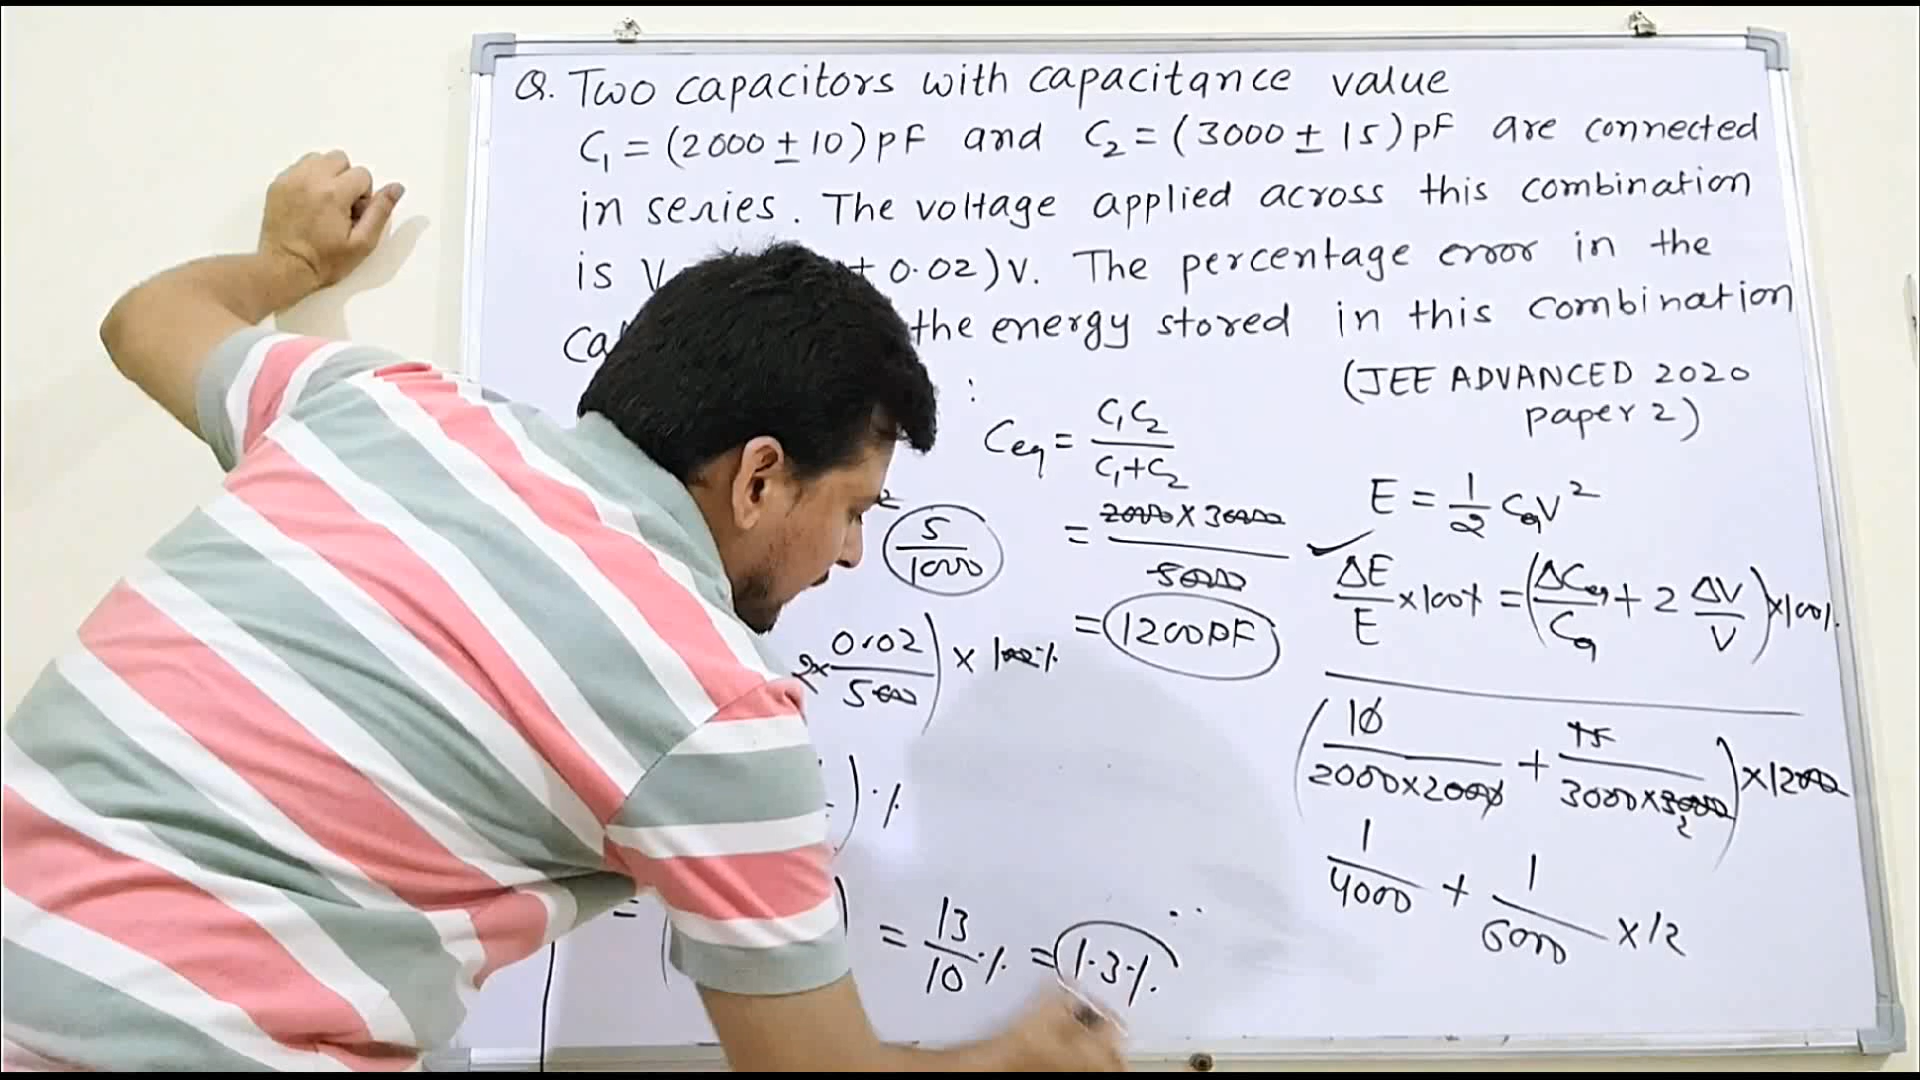 Q. Two capacitors with capacitance value
C₁ = (2000 ± 10) pF and C₂ = (3000 ± 15) pF are connected
in series. The voltage applied across this combination
is V + 0.02) V. The percentage error in the
the energy stored in this combination
(JEE ADVANCED 2020
paper 2)
:
Ceq = C₁C₂ / C₁+C₂
= 2000 × 3000 / 5000
= 1200 PF
5 / 1000
2× 0.02 / 5.00 ) × 100%
) %
= = 13/10 % = 1.3%
E = 1/2 Ceq V²
ΔE/E × 100% = (ΔCeq/Ceq + 2 ΔV/V) × 100%
(10 / 2000×2000 + 15 / 3000×3000) × 1200
2
1/4000 + 1/6000 × 12